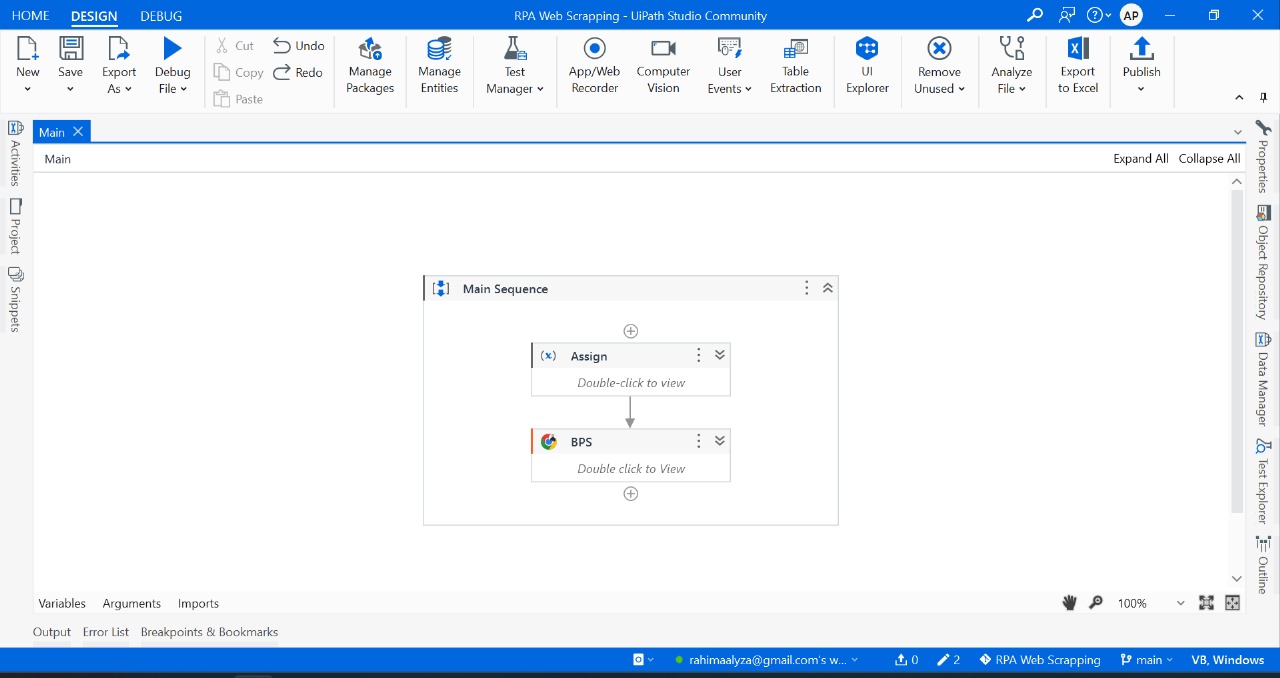 HOME DESIGN DEBUG RPA Web Scrapping - UiPath Studio Community AP
New Save Export As Debug File
Cut Undo
Copy Redo
Paste
Manage Packages
Manage Entities
Test Manager
App/Web Recorder
Computer Vision
User Events
Table Extraction
UI Explorer
Remove Unused
Analyze File
Export to Excel
Publish
Main
Main Expand All Collapse All
Activities
Project
Snippets
Main Sequence
Assign
Double-click to view
BPS
Double click to View
Properties
Object Repository
Data Manager
Test Explorer
Outline
Variables Arguments Imports 100%
Output Error List Breakpoints & Bookmarks
rahimaalyza@gmail.com's w... 0 2 RPA Web Scrapping main VB, Windows